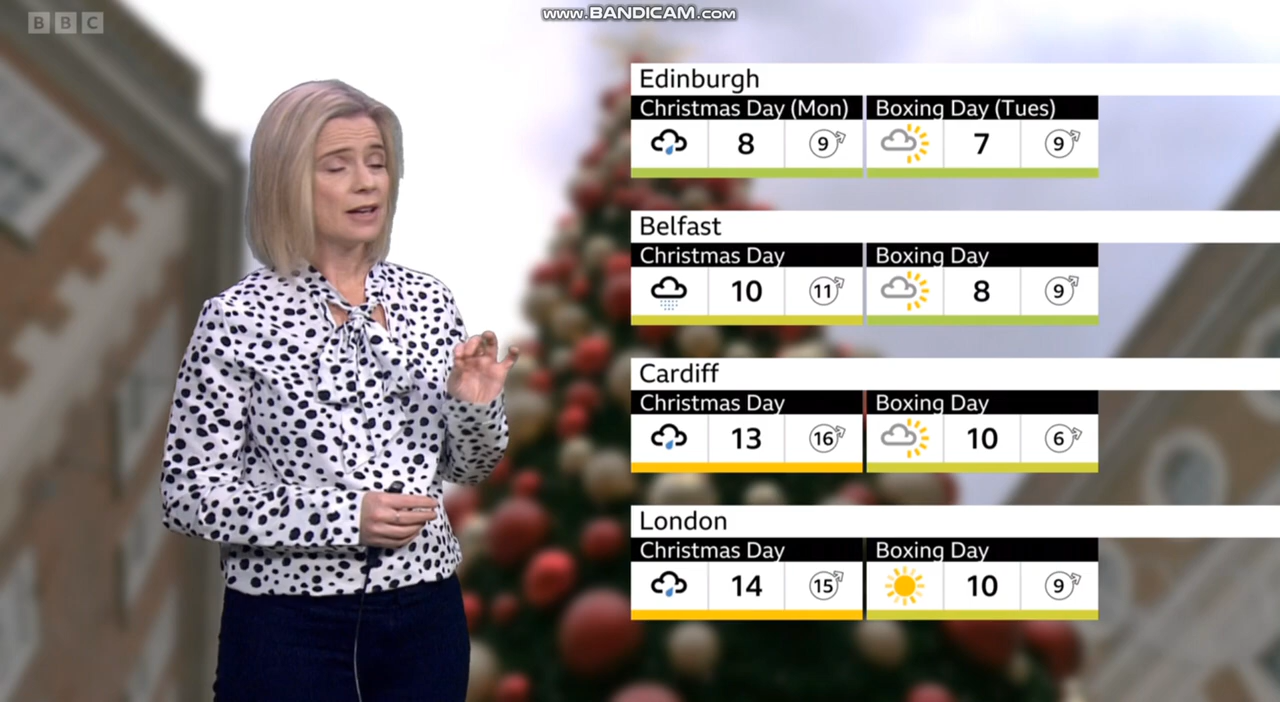 BBC
www.BANDICAM.com
Edinburgh
Christmas Day (Mon) Boxing Day (Tues)
8 9 7 9
Belfast
Christmas Day Boxing Day
10 11 8 9
Cardiff
Christmas Day Boxing Day
13 16 10 6
London
Christmas Day Boxing Day
14 15 10 9